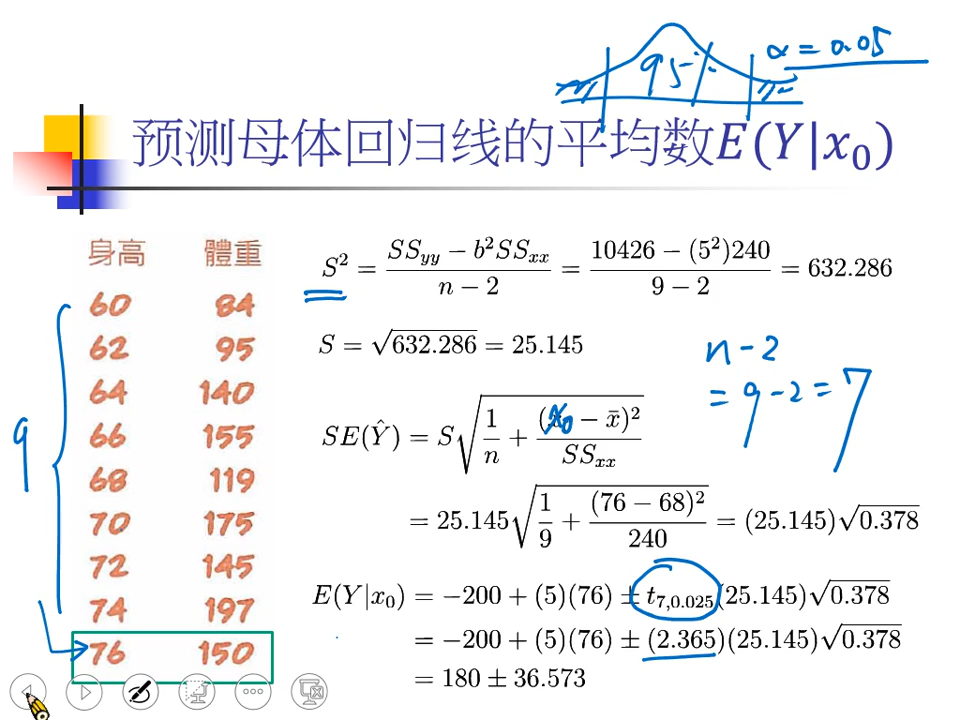 95%
α = 0.05
预测母体回归线的平均数E(Y|x₀)
身高 體重
60 84
62 95
64 140
66 155
68 119
70 175
72 145
74 197
76 150
9
S² = (SS_yy − b²SS_xx)/(n − 2) = (10426 − (5²)240)/(9 − 2) = 632.286
S = √632.286 = 25.145
n-2
= 9-2 = 7
SE(Ŷ) = S√(1/n + (x₀ − x̄)²/SS_xx)
= 25.145√(1/9 + (76 − 68)²/240) = (25.145)√0.378
E(Y|x₀) = −200 + (5)(76) ± t₇,₀.₀₂₅(25.145)√0.378
= −200 + (5)(76) ± (2.365)(25.145)√0.378
= 180 ± 36.573